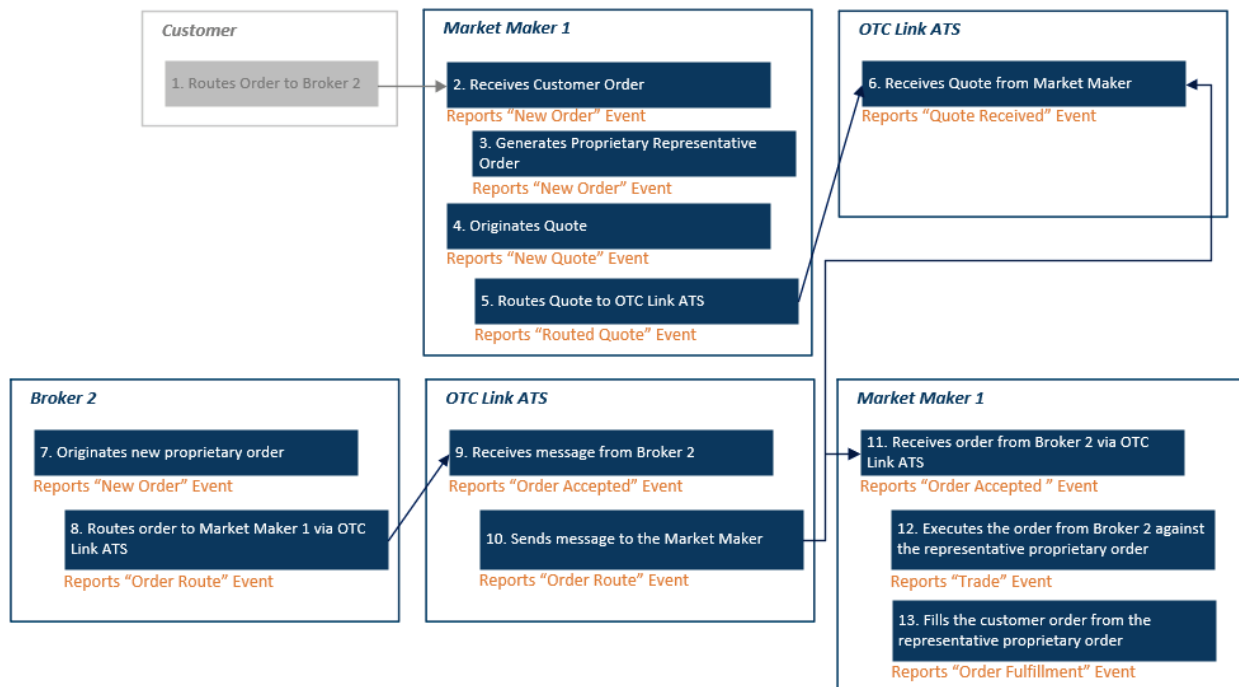 Customer
1. Routes Order to Broker 2
Market Maker 1
2. Receives Customer Order
Reports “New Order” Event
3. Generates Proprietary Representative
Order
Reports “New Order” Event
4. Originates Quote
Reports “New Quote” Event
5. Routes Quote to OTC Link ATS
Reports “Routed Quote” Event
OTC Link ATS
6. Receives Quote from Market Maker
Reports “Quote Received” Event
Broker 2
7. Originates new proprietary order
Reports “New Order” Event
8. Routes order to Market Maker 1 via OTC
Link ATS
Reports “Order Route” Event
OTC Link ATS
9. Receives message from Broker 2
Reports “Order Accepted” Event
10. Sends message to the Market Maker
Reports “Order Route” Event
Market Maker 1
11. Receives order from Broker 2 via OTC
Link ATS
Reports “Order Accepted ” Event
12. Executes the order from Broker 2 against
the representative proprietary order
Reports “Trade” Event
13. Fills the customer order from the
representative proprietary order
Reports “Order Fulfillment” Event